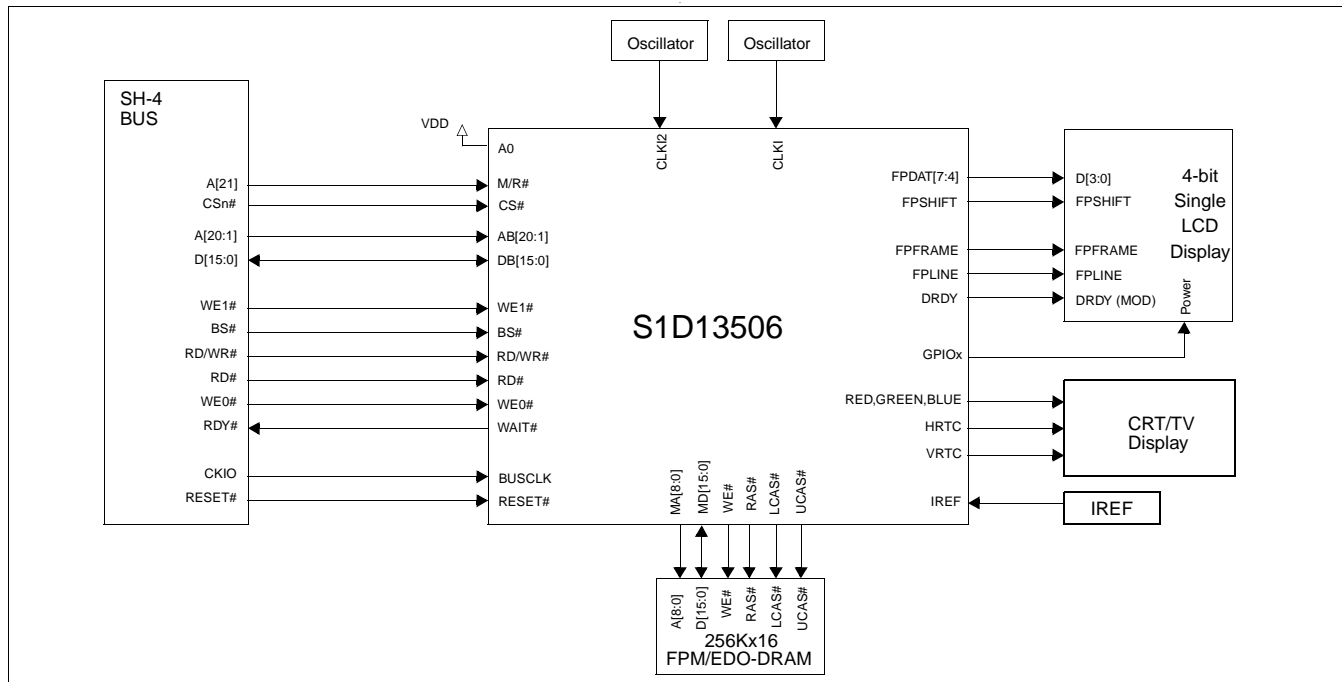 Oscillator
Oscillator
SH-4
BUS
VDD
A0
CLKI2
CLKI
A[21]
M/R#
CSn#
CS#
A[20:1]
AB[20:1]
D[15:0]
DB[15:0]
WE1#
WE1#
BS#
BS#
RD/WR#
RD/WR#
RD#
RD#
WE0#
WE0#
RDY#
WAIT#
CKIO
BUSCLK
RESET#
RESET#
S1D13506
FPDAT[7:4]
D[3:0]
FPSHIFT
FPSHIFT
FPFRAME
FPFRAME
FPLINE
FPLINE
DRDY
DRDY (MOD)
4-bit
Single
LCD
Display
Power
GPIOx
RED,GREEN,BLUE
HRTC
VRTC
CRT/TV
Display
IREF
IREF
MA[8:0]
MD[15:0]
WE#
RAS#
LCAS#
UCAS#
A[8:0]
D[15:0]
WE#
RAS#
LCAS#
UCAS#
256Kx16
FPM/EDO-DRAM